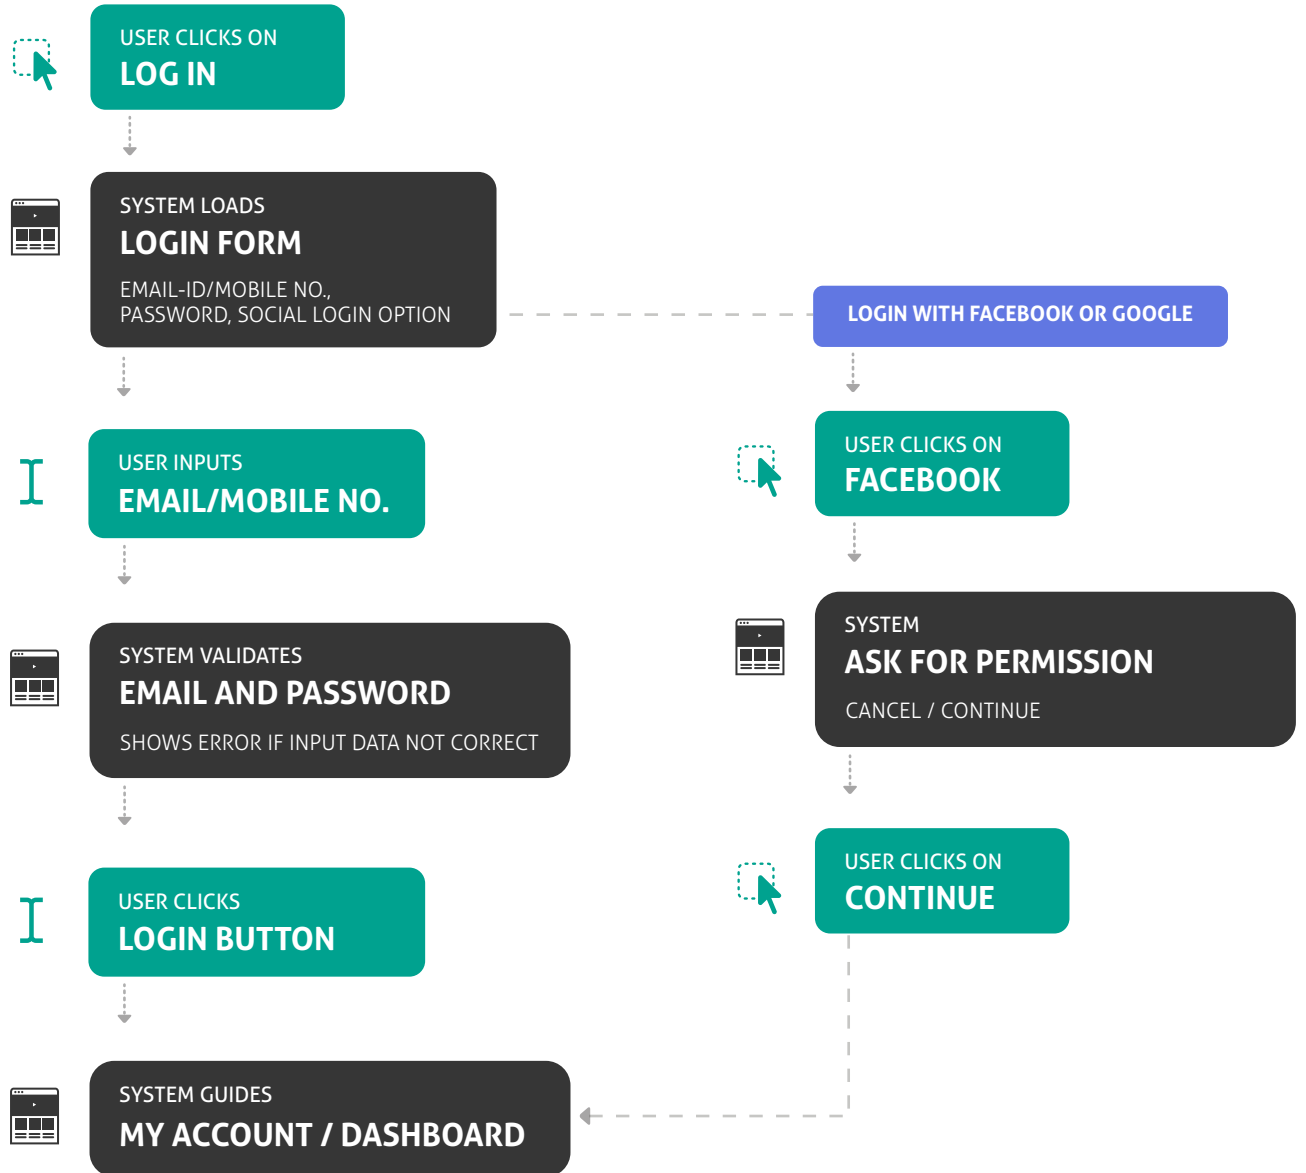 USER CLICKS ON
LOG IN
SYSTEM LOADS
LOGIN FORM
EMAIL-ID/MOBILE NO.,
PASSWORD, SOCIAL LOGIN OPTION
LOGIN WITH FACEBOOK OR GOOGLE
USER INPUTS
EMAIL/MOBILE NO.
USER CLICKS ON
FACEBOOK
SYSTEM VALIDATES
EMAIL AND PASSWORD
SHOWS ERROR IF INPUT DATA NOT CORRECT
SYSTEM
ASK FOR PERMISSION
CANCEL / CONTINUE
USER CLICKS
LOGIN BUTTON
USER CLICKS ON
CONTINUE
SYSTEM GUIDES
MY ACCOUNT / DASHBOARD